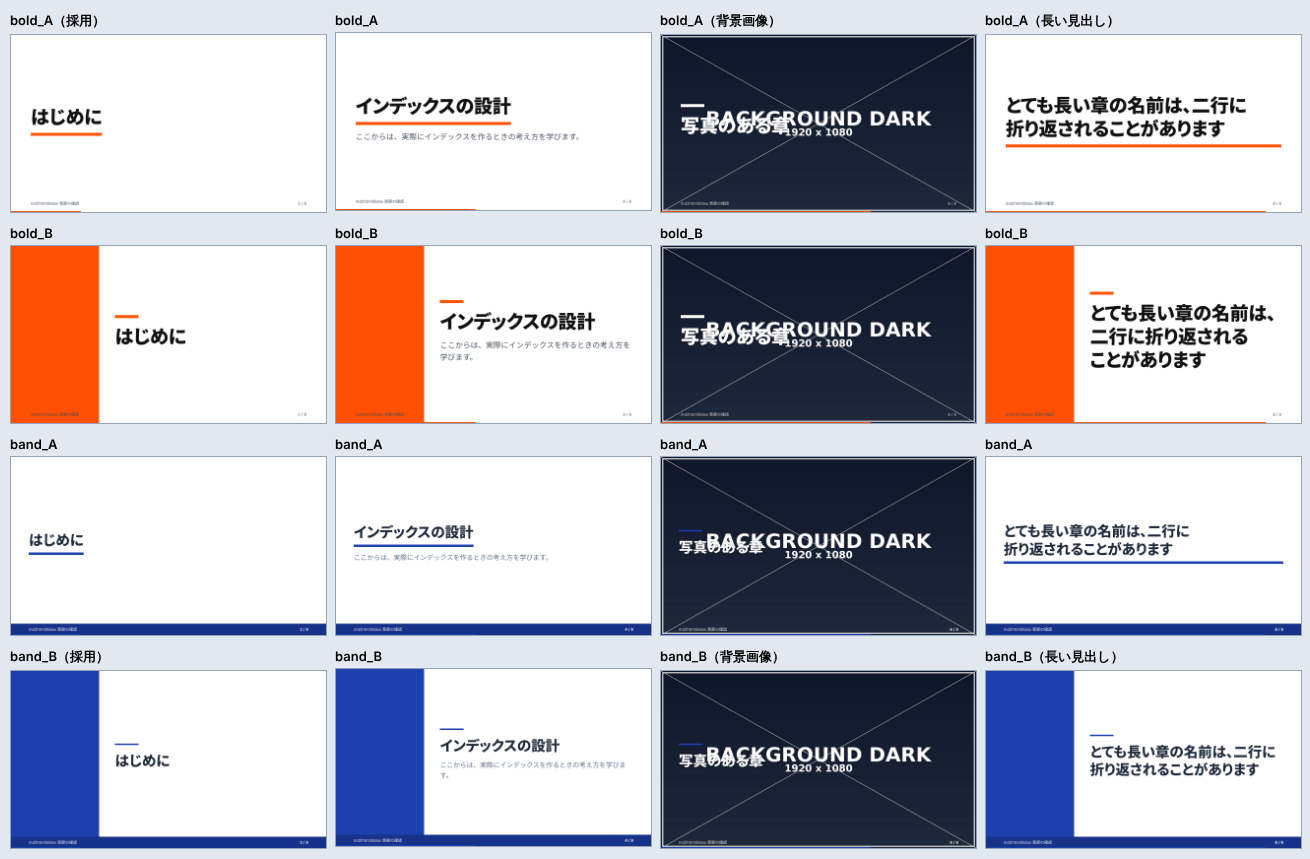 bold_A（採用）
bold_A
bold_A（背景画像）
bold_A（長い見出し）
はじめに
インデックスの設計
ここからは、実際にインデックスを作るときの考え方を学びます。
BACKGROUND DARK
1920 x 1080
写真のある章
とても長い章の名前は、二行に
折り返されることがあります
bold_B
bold_B
bold_B
bold_B
はじめに
インデックスの設計
ここからは、実際にインデックスを作るときの考え方を
学びます。
BACKGROUND DARK
1920 x 1080
写真のある章
とても長い章の名前は、
二行に折り返される
ことがあります
band_A
band_A
band_A
band_A
はじめに
インデックスの設計
ここからは、実際にインデックスを作るときの考え方を学びます。
BACKGROUND DARK
1920 x 1080
写真のある章
とても長い章の名前は、二行に
折り返されることがあります
band_B（採用）
band_B
band_B（背景画像）
band_B（長い見出し）
はじめに
インデックスの設計
ここからは、実際にインデックスを作るときの考え方を学びま
す。
BACKGROUND DARK
1920 x 1080
写真のある章
とても長い章の名前は、二行に
折り返されることがあります